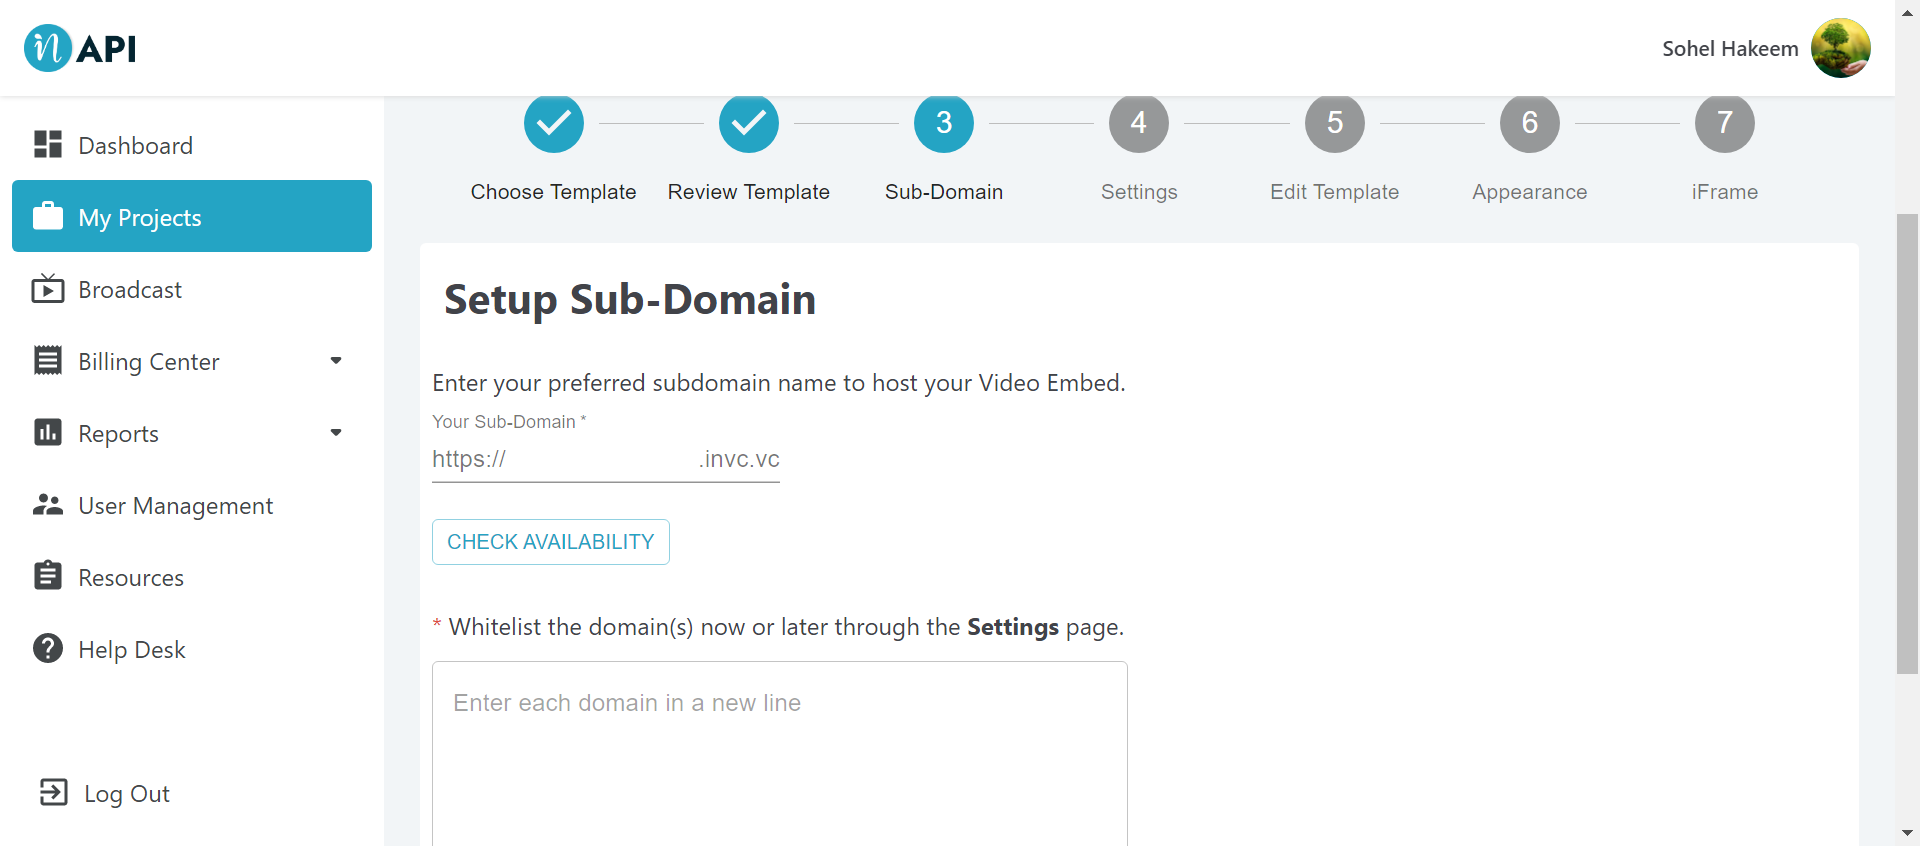 in API
Sohel Hakeem
Dashboard
My Projects
Broadcast
Billing Center
Reports
User Management
Resources
Help Desk
Log Out
3 4 5 6 7
Choose Template Review Template Sub-Domain Settings Edit Template Appearance iFrame
Setup Sub-Domain
Enter your preferred subdomain name to host your Video Embed.
Your Sub-Domain *
https:// .invc.vc
CHECK AVAILABILITY
* Whitelist the domain(s) now or later through the Settings page.
Enter each domain in a new line